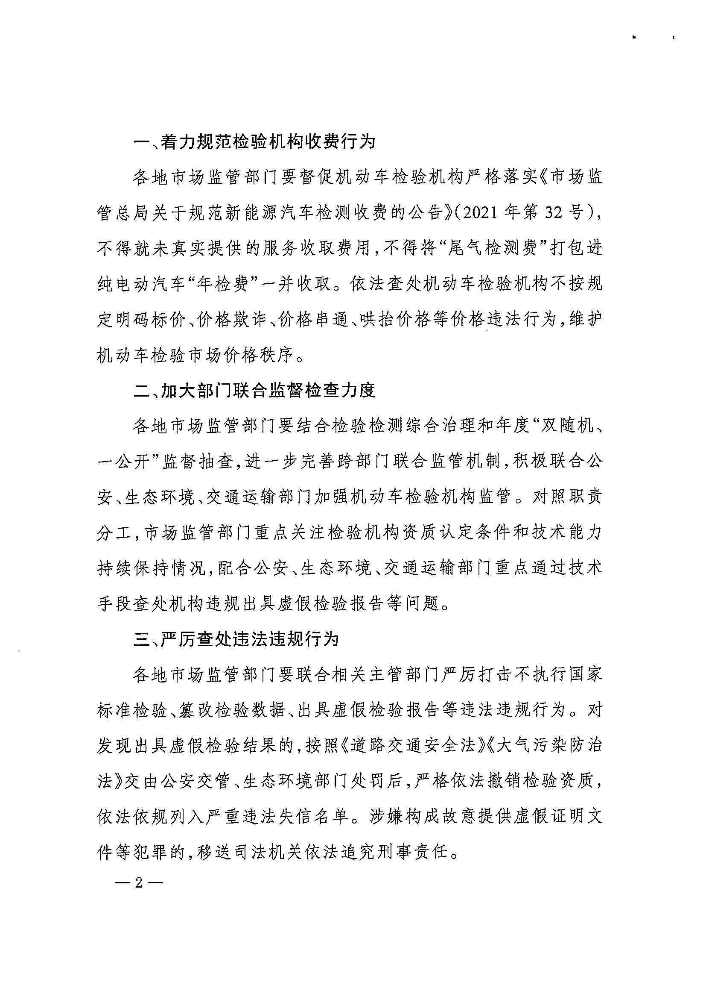 一、着力规范检验机构收费行为
各地市场监管部门要督促机动车检验机构严格落实《市场监
管总局关于规范新能源汽车检测收费的公告》（2021 年第 32 号），
不得就未真实提供的服务收取费用，不得将“尾气检测费”打包进
纯电动汽车“年检费”一并收取。依法查处机动车检验机构不按规
定明码标价、价格欺诈、价格串通、哄抬价格等价格违法行为，维护
机动车检验市场价格秩序。
二、加大部门联合监督检查力度
各地市场监管部门要结合检验检测综合治理和年度“双随机、
一公开”监督抽查，进一步完善跨部门联合监管机制，积极联合公
安、生态环境、交通运输部门加强机动车检验机构监管。对照职责
分工，市场监管部门重点关注检验机构资质认定条件和技术能力
持续保持情况，配合公安、生态环境、交通运输部门重点通过技术
手段查处机构违规出具虚假检验报告等问题。
三、严厉查处违法违规行为
各地市场监管部门要联合相关主管部门严厉打击不执行国家
标准检验、篡改检验数据、出具虚假检验报告等违法违规行为。对
发现出具虚假检验结果的，按照《道路交通安全法》《大气污染防治
法》交由公安交管、生态环境部门处罚后，严格依法撤销检验资质，
依法依规列入严重违法失信名单。涉嫌构成故意提供虚假证明文
件等犯罪的，移送司法机关依法追究刑事责任。
— 2 —